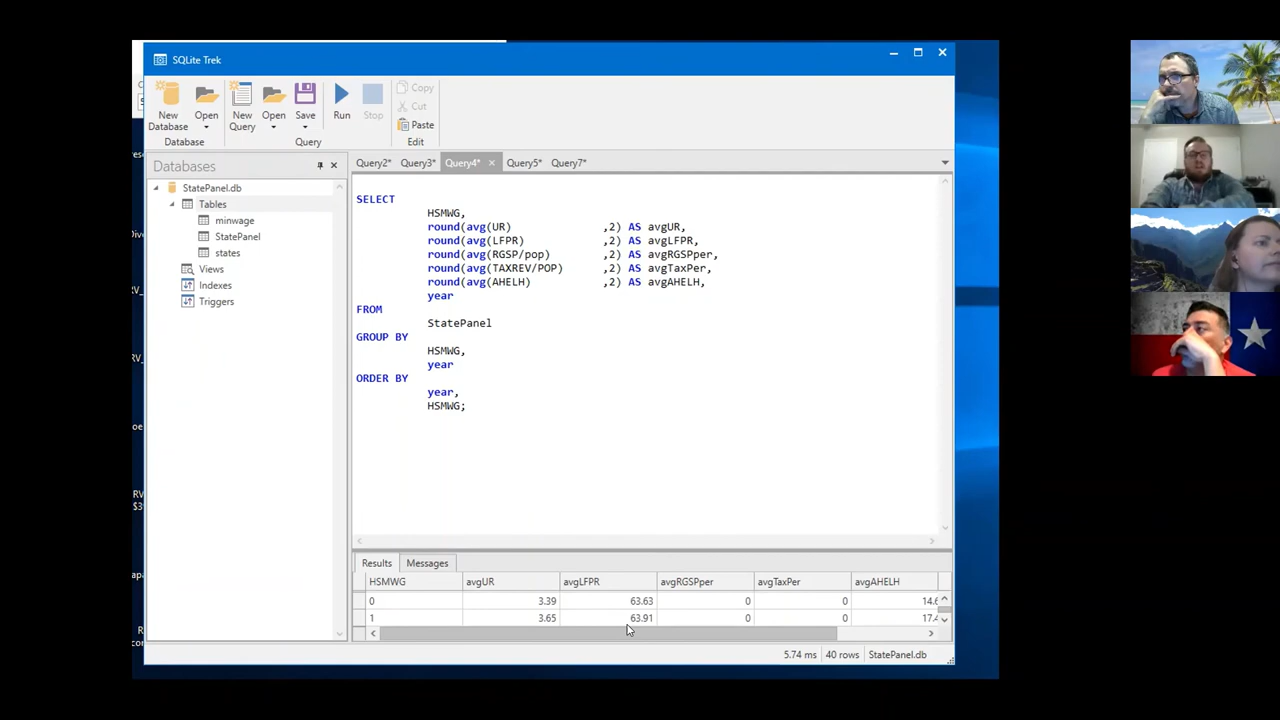 SQLite Trek
New Database
Open
New Query
Open
Save
Run
Stop
Copy
Cut
Paste
Database
Query
Edit
Databases
Query2*
Query3*
Query4*
Query5*
Query7*
StatePanel.db
Tables
minwage
StatePanel
states
Views
Indexes
Triggers
SELECT
HSMWG,
round(avg(UR) ,2) AS avgUR,
round(avg(LFPR) ,2) AS avgLFPR,
round(avg(RGSP/pop) ,2) AS avgRGSPper,
round(avg(TAXREV/POP) ,2) AS avgTaxPer,
round(avg(AHELH) ,2) AS avgAHELH,
year
FROM
StatePanel
GROUP BY
HSMWG,
year
ORDER BY
year,
HSMWG;
Results Messages
HSMWG avgUR avgLFPR avgRGSPper avgTaxPer avgAHELH
0 3.39 63.63 0 0 14.6
1 3.65 63.91 0 0 17.4
5.74 ms 40 rows StatePanel.db